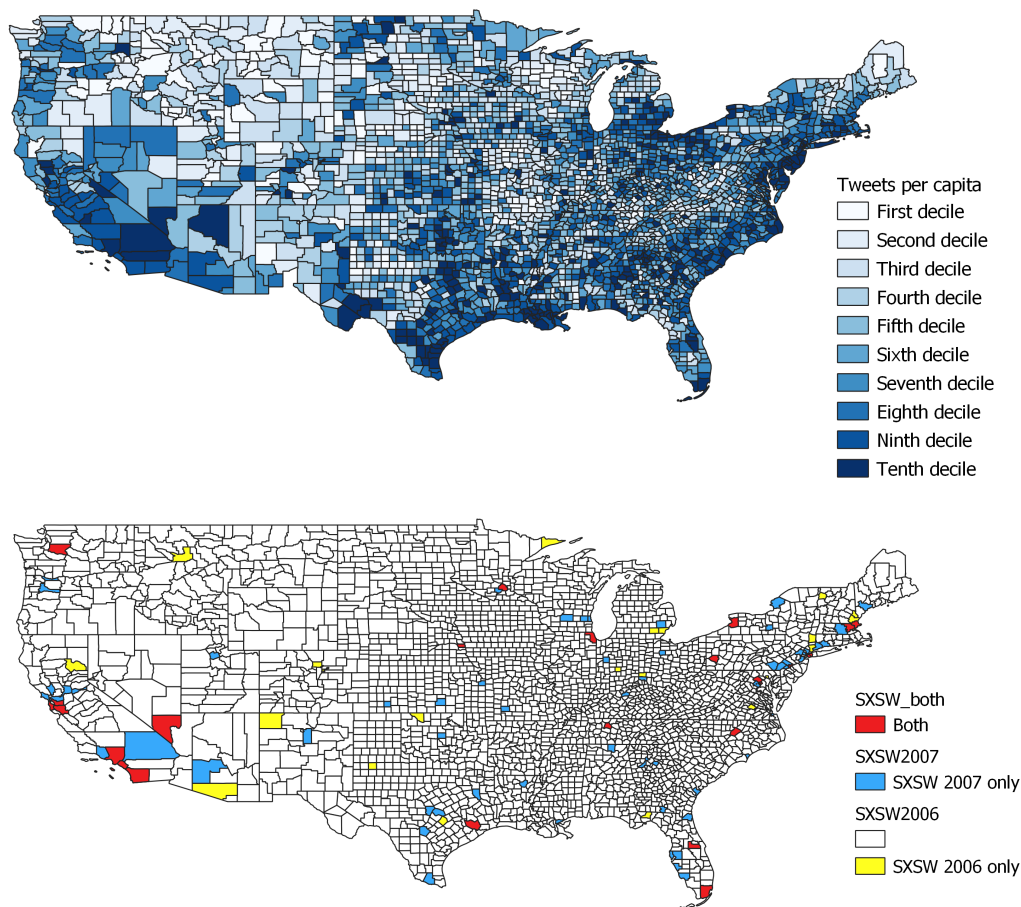 Tweets per capita
First decile
Second decile
Third decile
Fourth decile
Fifth decile
Sixth decile
Seventh decile
Eighth decile
Ninth decile
Tenth decile
SXSW_both
Both
SXSW2007
SXSW 2007 only
SXSW2006
SXSW 2006 only